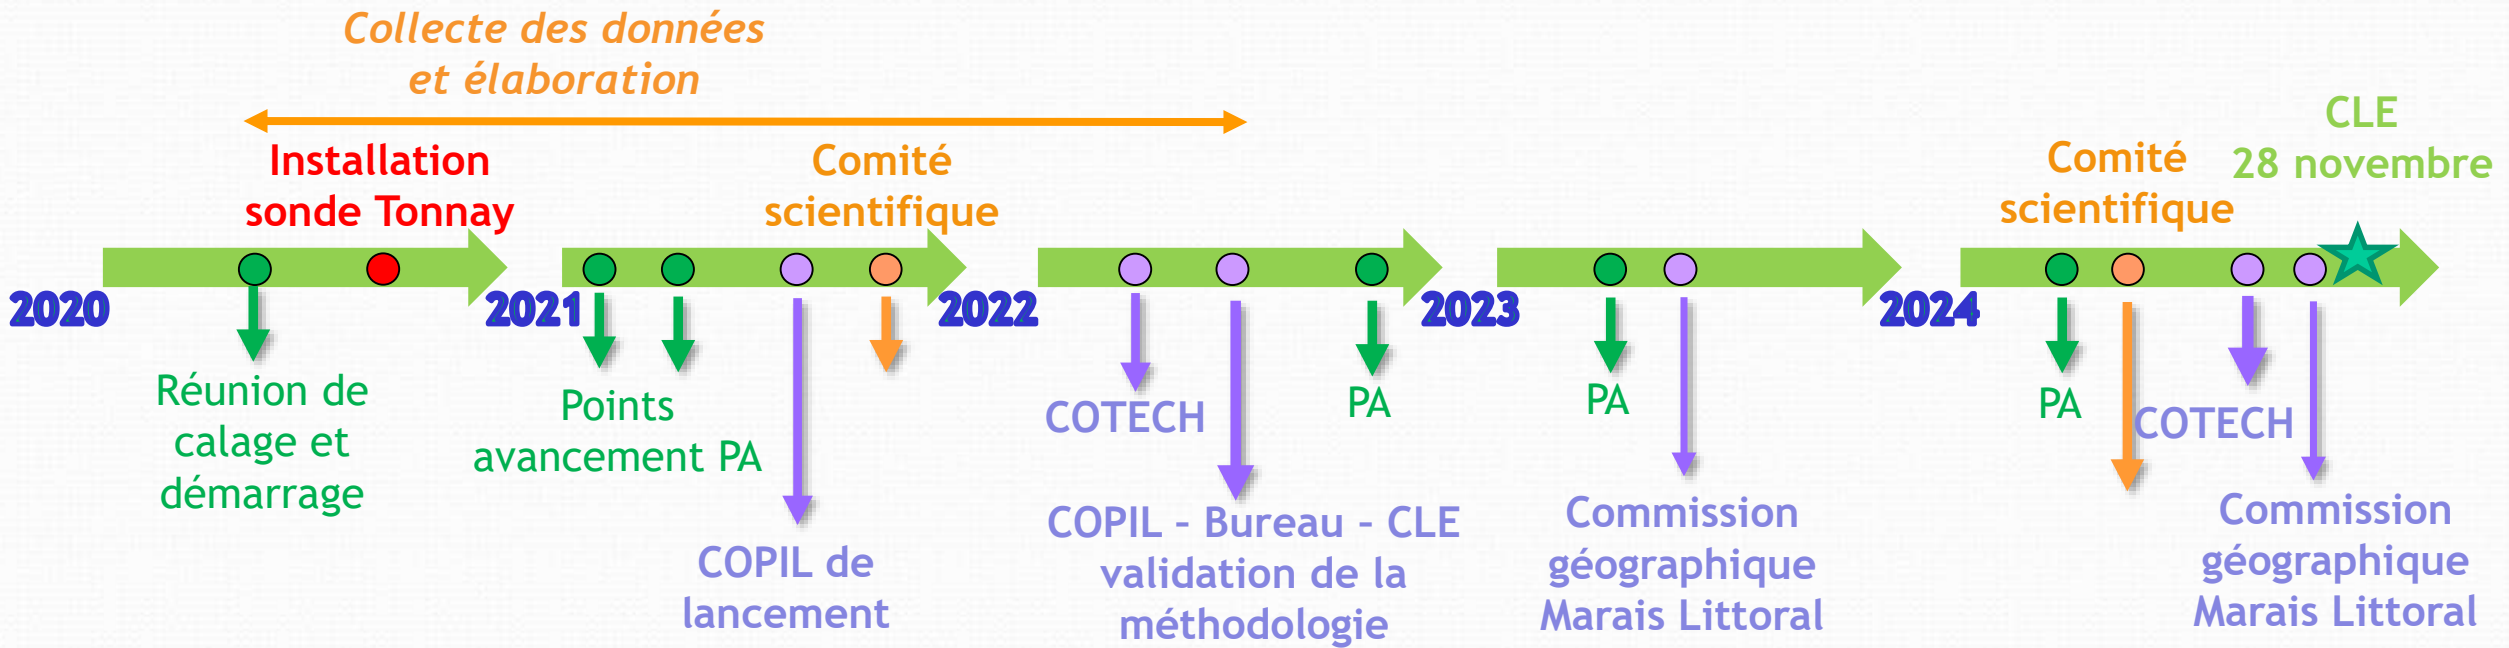 Collecte des données
et élaboration
Installation
sonde Tonnay
Comité
scientifique
Comité
scientifique
CLE
28 novembre
2020
2021
2022
2023
2024
Réunion de
calage et
démarrage
Points
avancement PA
COPIL de
lancement
COTECH
COPIL – Bureau – CLE
validation de la
méthodologie
PA
PA
Commission
géographique
Marais Littoral
PA
COTECH
Commission
géographique
Marais Littoral